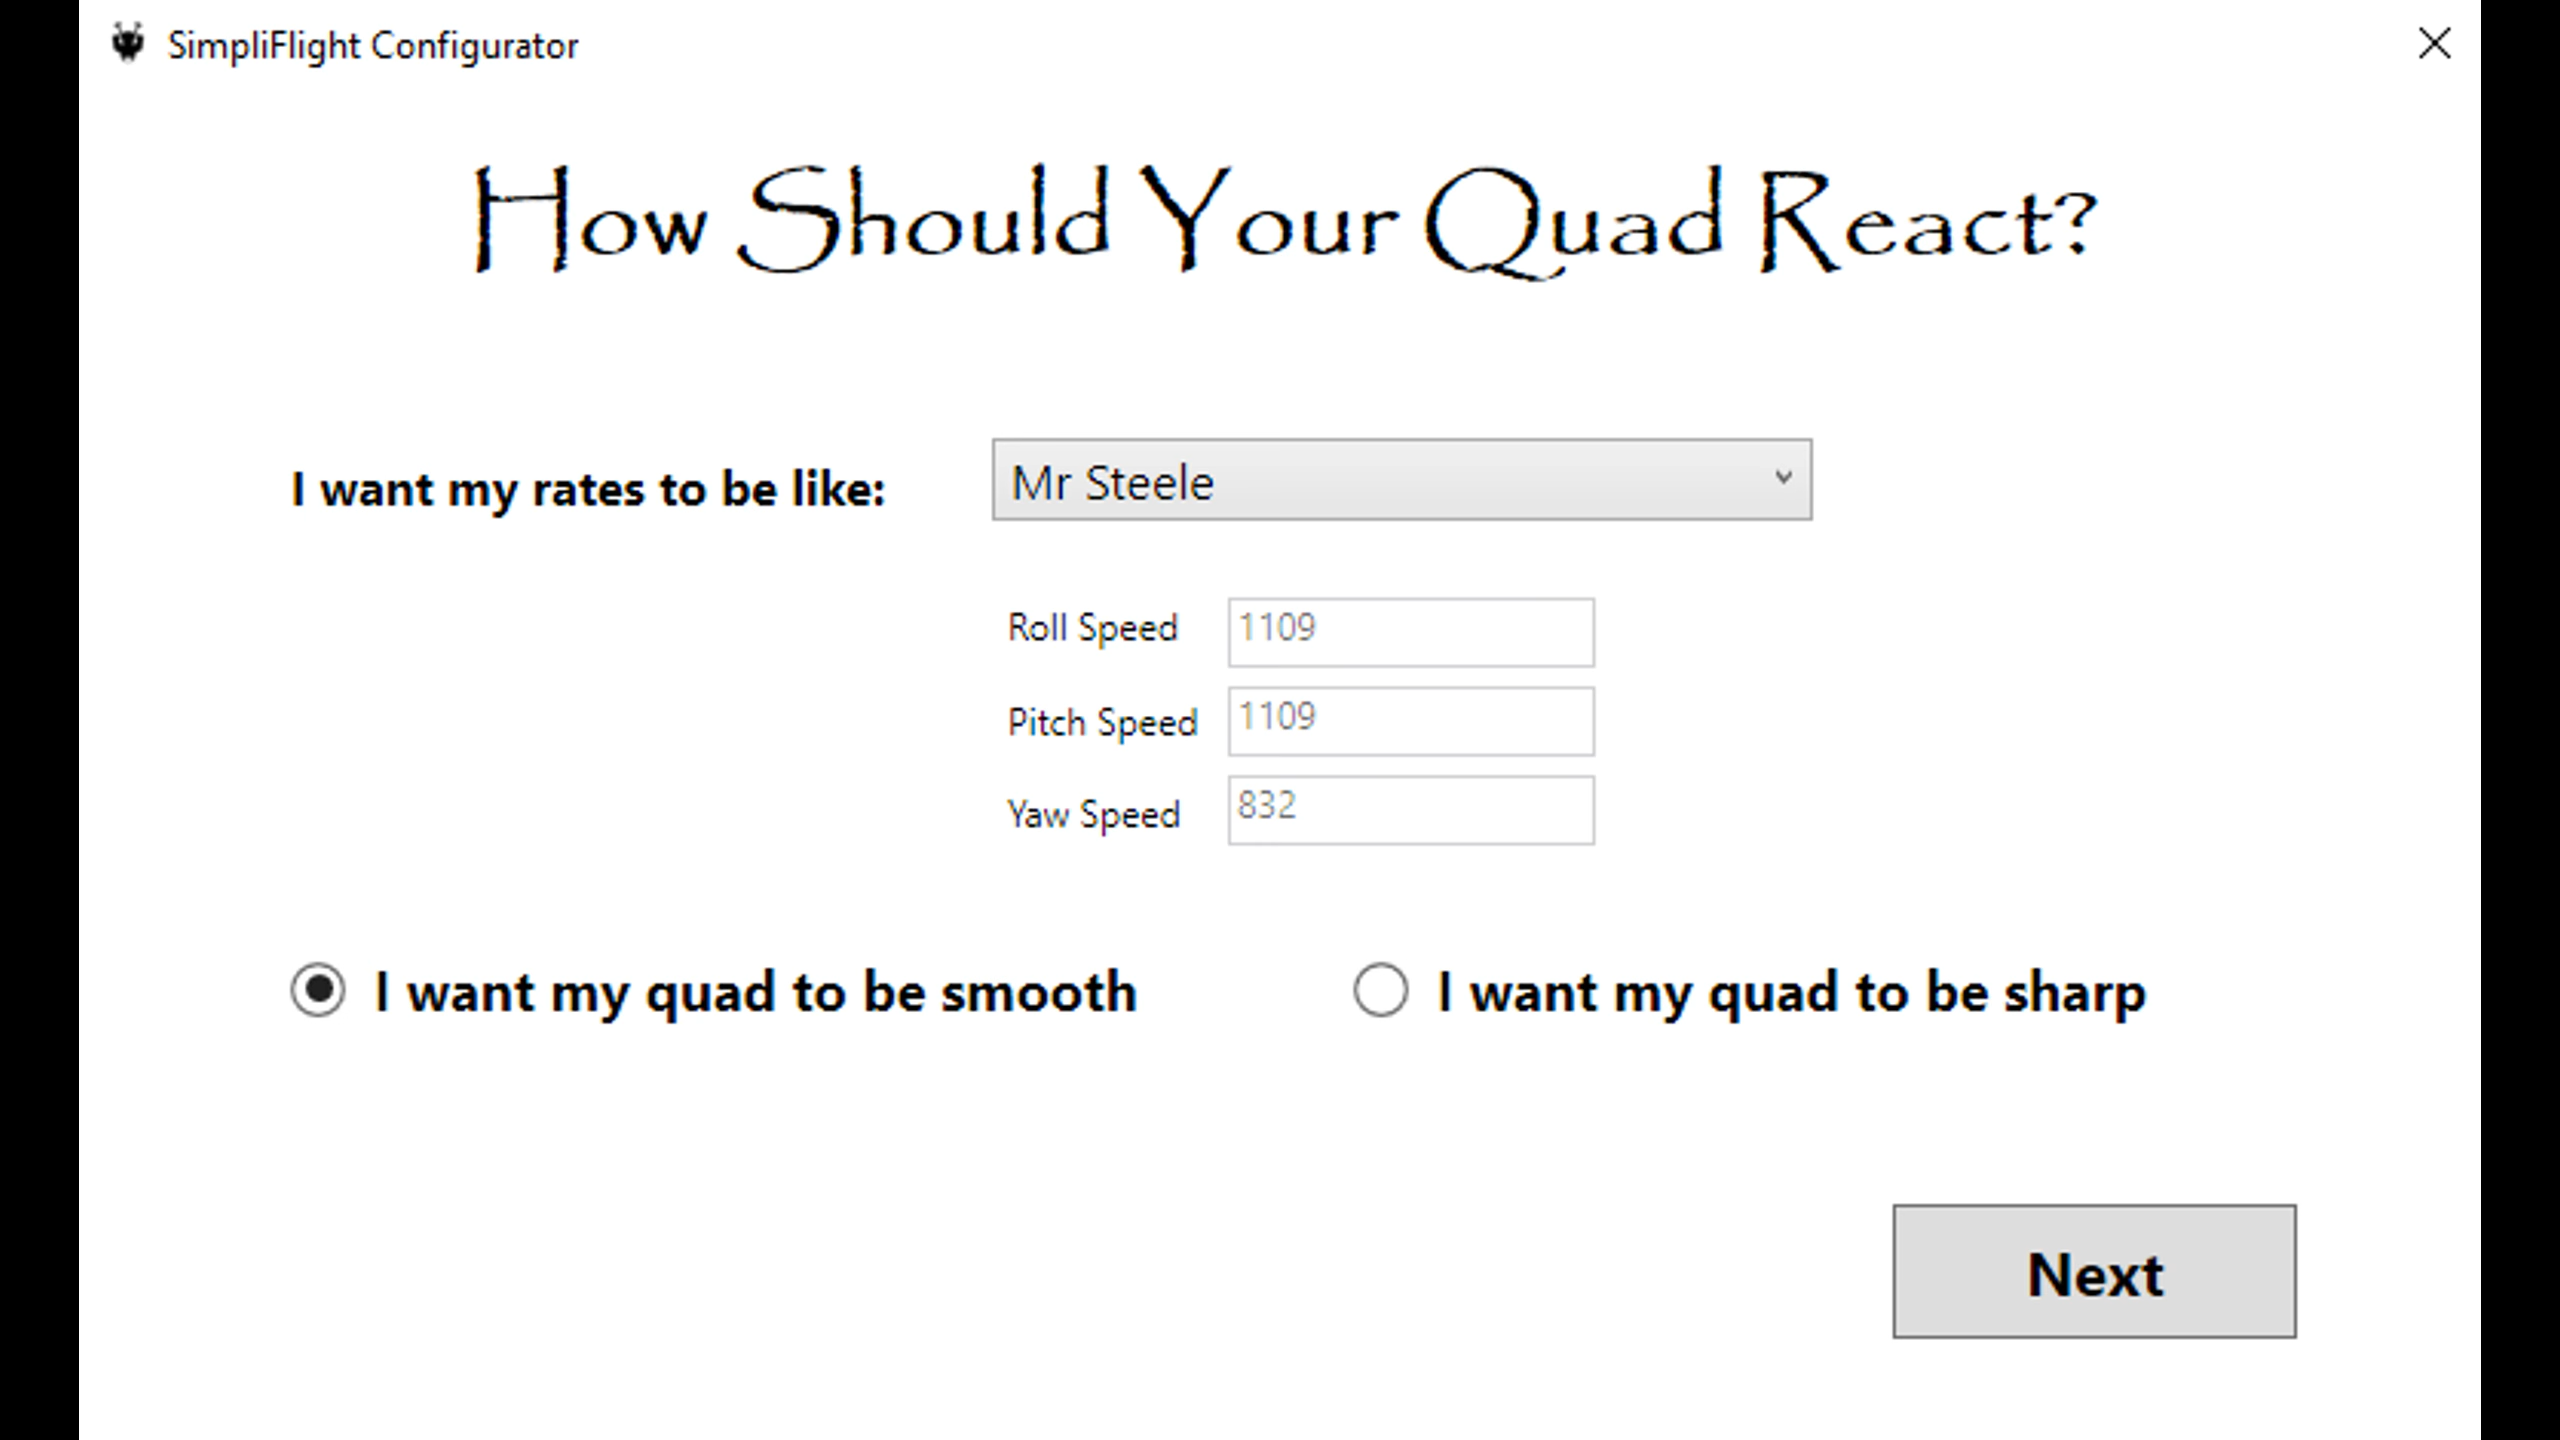 SimpliFlight Configurator
How Should Your Quad React?
I want my rates to be like: Mr Steele
Roll Speed 1109
Pitch Speed 1109
Yaw Speed 832
I want my quad to be smooth I want my quad to be sharp
Next